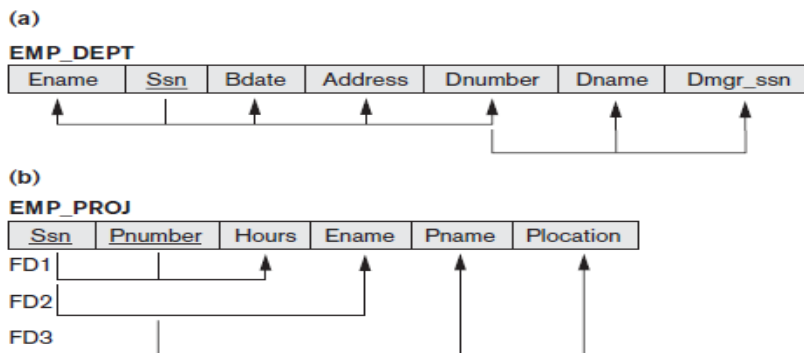 (a)
EMP_DEPT
Ename Ssn Bdate Address Dnumber Dname Dmgr_ssn
(b)
EMP_PROJ
Ssn Pnumber Hours Ename Pname Plocation
FD1
FD2
FD3